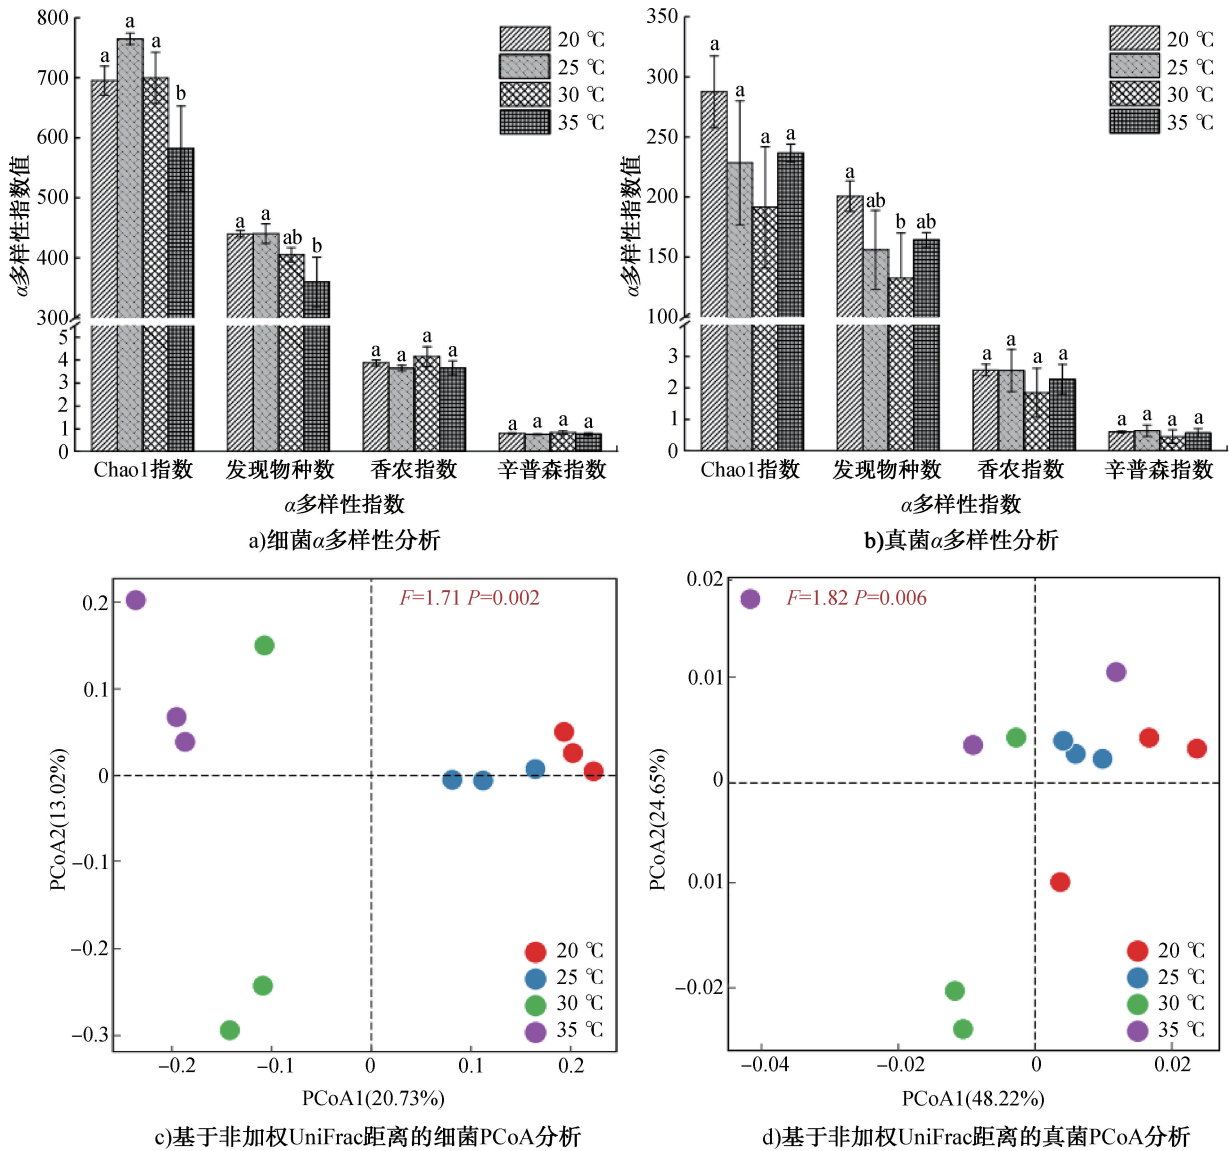 800
700
600
500
400
300
5
4
3
2
1
0
α多样性指数值
a
a
a
b
a
a
ab
b
a
a
a
a
a
a
a
a
20 ℃
25 ℃
30 ℃
35 ℃
Chao1指数
发现物种数
香农指数
辛普森指数
α多样性指数
a)细菌α多样性分析
350
300
250
200
150
100
3
2
1
0
α多样性指数值
a
a
a
a
a
ab
b
ab
a
a
a
a
a
a
a
a
20 ℃
25 ℃
30 ℃
35 ℃
Chao1指数
发现物种数
香农指数
辛普森指数
α多样性指数
b)真菌α多样性分析
0.2
0.1
0
−0.1
−0.2
−0.3
PCoA2(13.02%)
F=1.71 P=0.002
20 ℃
25 ℃
30 ℃
35 ℃
−0.2
−0.1
0
0.1
0.2
PCoA1(20.73%)
c)基于非加权UniFrac距离的细菌PCoA分析
0.02
0.01
0
0.01
−0.02
PCoA2(24.65%)
F=1.82 P=0.006
20 ℃
25 ℃
30 ℃
35 ℃
−0.04
−0.02
0
0.02
PCoA1(48.22%)
d)基于非加权UniFrac距离的真菌PCoA分析